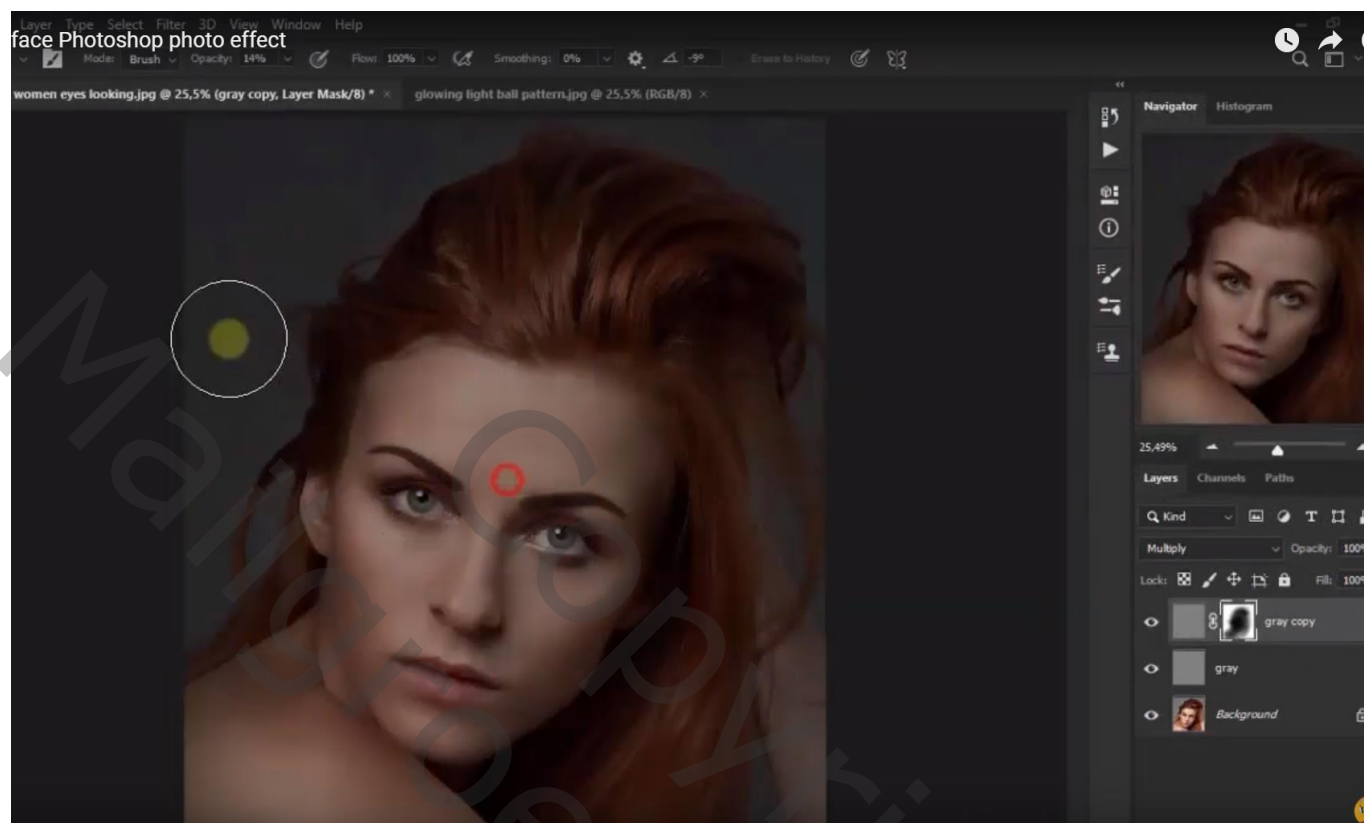 Layer Type Select Filter 3D View Window Help
face Photoshop photo effect
Mode: Brush Opacity: 14% Flow: 100% Smoothing: 0% -9° Erase to History
women eyes looking.jpg @ 25,5% (gray copy, Layer Mask/8) * × glowing light ball pattern.jpg @ 25,5% (RGB/8) ×
Navigator Histogram
25,49%
Layers Channels Paths
Kind
Multiply Opacity: 100%
Lock: Fill: 100%
gray copy
gray
Background